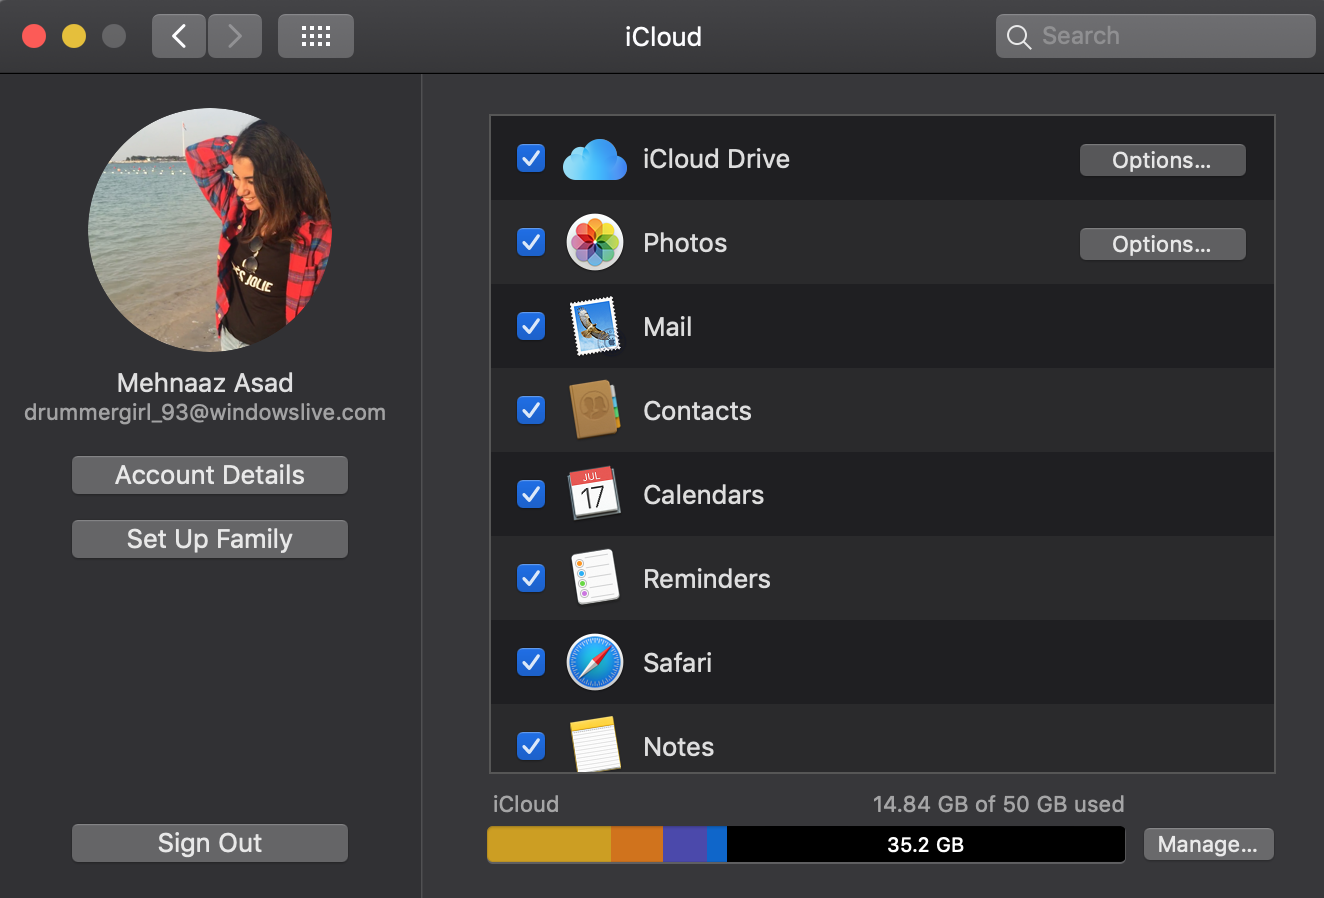 iCloud
Search
Mehnaaz Asad
drummergirl_93@windowslive.com
Account Details
Set Up Family
Sign Out
iCloud Drive
Options...
Photos
Options...
Mail
Contacts
JUL
17
Calendars
Reminders
Safari
Notes
iCloud
14.84 GB of 50 GB used
35.2 GB
Manage...
JOLIE